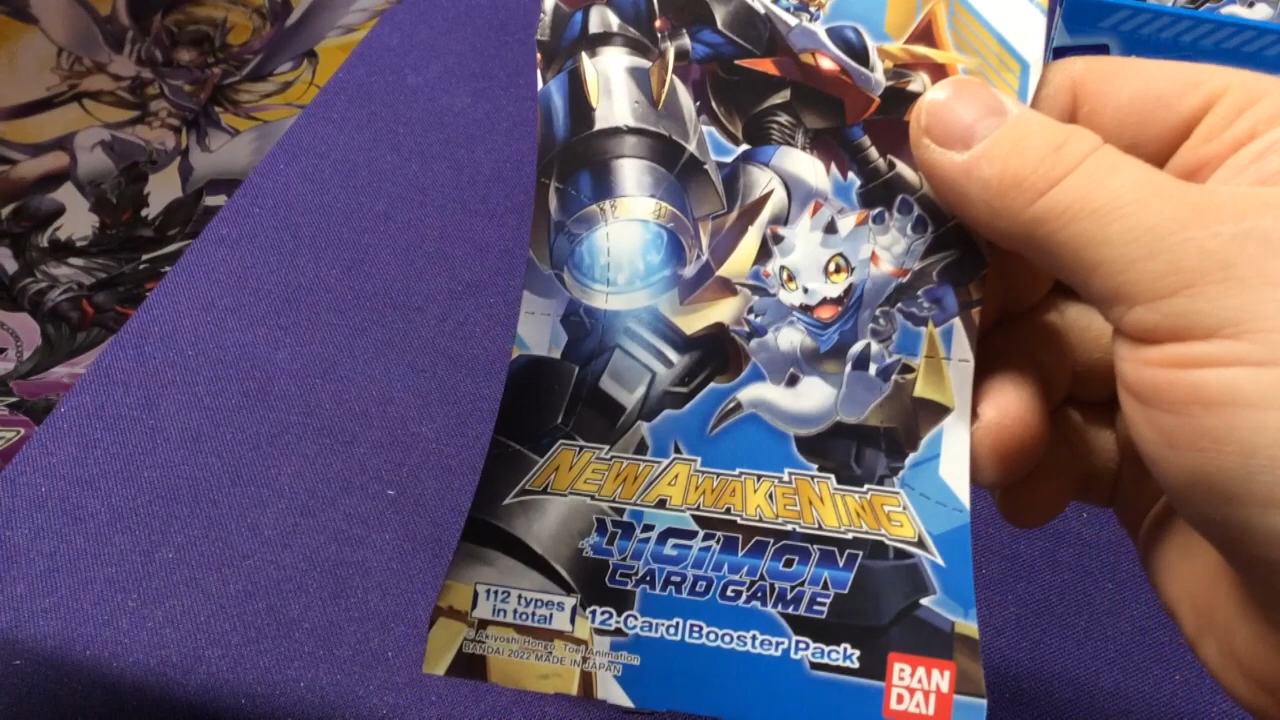 NEW AWAKENING
DIGIMON
CARD GAME
112 types
in total
12-Card Booster Pack
© Akiyoshi Hongo, Toei Animation
BANDAI 2022 MADE IN JAPAN
BAN
DAI